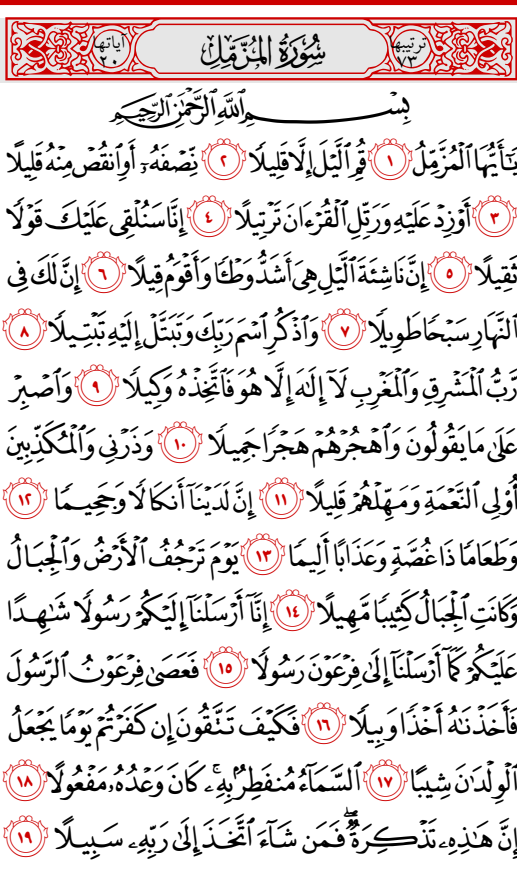 ترتيبها ٧٣ سُورَةُ المُزَّمِّلِ آياتها ٢٠
بِسْمِ ٱللَّهِ ٱلرَّحْمَٰنِ ٱلرَّحِيمِ
يَٰٓأَيُّهَا ٱلْمُزَّمِّلُ ١ قُمِ ٱلَّيْلَ إِلَّا قَلِيلًا ٢ نِّصْفَهُۥٓ أَوِ ٱنقُصْ مِنْهُ قَلِيلًا
٣ أَوْ زِدْ عَلَيْهِ وَرَتِّلِ ٱلْقُرْءَانَ تَرْتِيلًا ٤ إِنَّا سَنُلْقِى عَلَيْكَ قَوْلًا
ثَقِيلًا ٥ إِنَّ نَاشِئَةَ ٱلَّيْلِ هِىَ أَشَدُّ وَطْـًٔا وَأَقْوَمُ قِيلًا ٦ إِنَّ لَكَ فِى
ٱلنَّهَارِ سَبْحًا طَوِيلًا ٧ وَٱذْكُرِ ٱسْمَ رَبِّكَ وَتَبَتَّلْ إِلَيْهِ تَبْتِيلًا ٨
رَّبُّ ٱلْمَشْرِقِ وَٱلْمَغْرِبِ لَآ إِلَٰهَ إِلَّا هُوَ فَٱتَّخِذْهُ وَكِيلًا ٩ وَٱصْبِرْ
عَلَىٰ مَا يَقُولُونَ وَٱهْجُرْهُمْ هَجْرًا جَمِيلًا ١٠ وَذَرْنِى وَٱلْمُكَذِّبِينَ
أُو۟لِى ٱلنَّعْمَةِ وَمَهِّلْهُمْ قَلِيلًا ١١ إِنَّ لَدَيْنَآ أَنكَالًا وَجَحِيمًا ١٢
وَطَعَامًا ذَا غُصَّةٍ وَعَذَابًا أَلِيمًا ١٣ يَوْمَ تَرْجُفُ ٱلْأَرْضُ وَٱلْجِبَالُ
وَكَانَتِ ٱلْجِبَالُ كَثِيبًا مَّهِيلًا ١٤ إِنَّآ أَرْسَلْنَآ إِلَيْكُمْ رَسُولًا شَٰهِدًا
عَلَيْكُمْ كَمَآ أَرْسَلْنَآ إِلَىٰ فِرْعَوْنَ رَسُولًا ١٥ فَعَصَىٰ فِرْعَوْنُ ٱلرَّسُولَ
فَأَخَذْنَٰهُ أَخْذًا وَبِيلًا ١٦ فَكَيْفَ تَتَّقُونَ إِن كَفَرْتُمْ يَوْمًا يَجْعَلُ
ٱلْوِلْدَٰنَ شِيبًا ١٧ ٱلسَّمَآءُ مُنفَطِرٌۢ بِهِۦ ۚ كَانَ وَعْدُهُۥ مَفْعُولًا ١٨
إِنَّ هَٰذِهِۦ تَذْكِرَةٌ ۖ فَمَن شَآءَ ٱتَّخَذَ إِلَىٰ رَبِّهِۦ سَبِيلًا ١٩